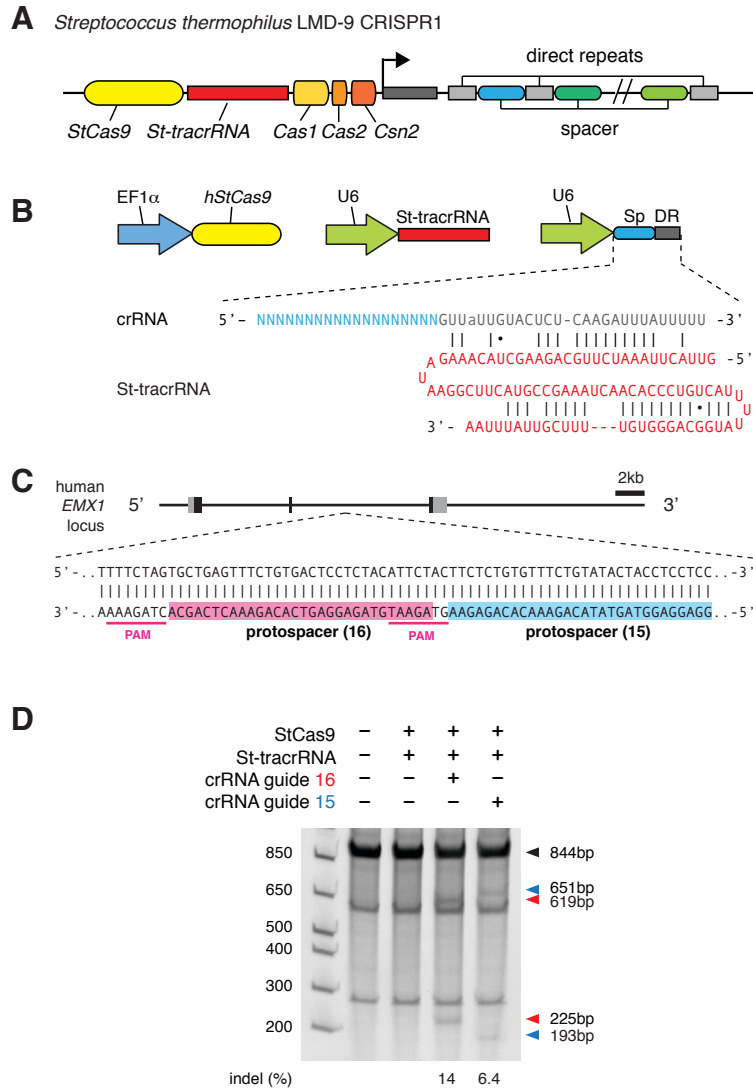 A Streptococcus thermophilus LMD-9 CRISPR1
direct repeats
StCas9 St-tracrRNA Cas1 Cas2 Csn2 spacer
B
EF1α hStCas9 U6 St-tracrRNA U6 Sp DR
crRNA 5’- NNNNNNNNNNNNNNNNNNNNGUUaUUGUACUCU-CAAGAUUUAUUUUU -3’
GAAACAUCGAAGACGUUCUAAAUUCAUUG -5’
A
U
St-tracrRNA AAGGCUUCAUGCCGAAAUCAACACCCUGUCAU U
U
3’- AAUUUAUUGCUUU---UGUGGGACGGUA U
C
human EMX1 locus 5’ 3’
2kb
5’-..TTTTCTAGTGCTGAGTTTCTGTGACTCCTCTACATTCTACTTCTCTGTGTTTCTGTATACTACCTCCTCC..-3’
3’-..AAAAGATCACGACTCAAAGACACTGAGGAGATGTAAGATGAAGAGACACAAAGACATATGATGGAGGAGG..-5’
PAM protospacer (16) PAM protospacer (15)
D
StCas9 – + + +
St-tracrRNA – + + +
crRNA guide 16 – – + –
crRNA guide 15 – – – +
850 844bp
650 651bp
619bp
500
400
300
225bp
200 193bp
indel (%) 14 6.4